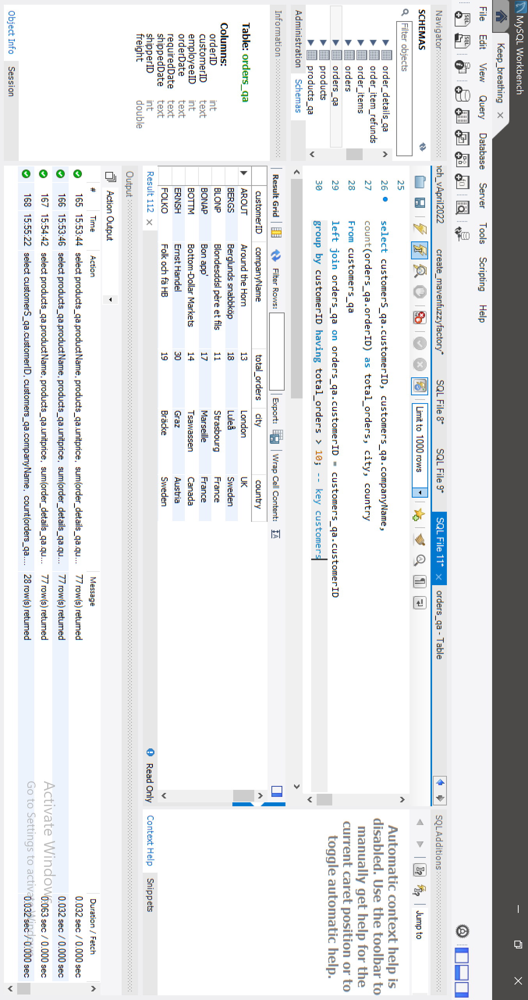 MySQL Workbench
Keep_breathing
File Edit View Query Database Server Tools Scripting Help
Navigator
SCHEMAS
Filter objects
order_details_qa
order_item_refunds
order_items
orders
orders_qa
products
products_qa
Administration Schemas
Information
Table: orders_qa
Columns:
orderID int
customerID text
employeeID int
orderDate text
requiredDate text
shippedDate text
shipperID int
freight double
Object Info Session
ich_vApril2022 create_mavenfuzzyfactory* SQL File 8* SQL File 9* SQL File 11* orders_qa - Table
Limit to 1000 rows
25
26 select customerS_qa.customerID, customers_qa.companyName,
27 count(orders_qa.orderID) as total_orders, city, country
28 From customers_qa
29 left join orders_qa on orders_qa.customerID = customers_qa.customerID
30 group by customerID having total_orders > 10; -- key customers
Result Grid Filter Rows: Export: Wrap Cell Content:
customerID companyName total_orders city country
AROUT Around the Horn 13 London UK
BERGS Berglunds snabbköp 18 Luleå Sweden
BLONP Blondesddsl père et fils 11 Strasbourg France
BONAP Bon app' 17 Marseille France
BOTTM Bottom-Dollar Markets 14 Tsawassen Canada
ERNSH Ernst Handel 30 Graz Austria
FOLKO Folk och fä HB 19 Bräcke Sweden
Result 112 Read Only
SQLAdditions
Jump to
Automatic context help is
disabled. Use the toolbar to
manually get help for the
current caret position or to
toggle automatic help.
Context Help Snippets
Output
Action Output
# Time Action Message Duration / Fetch
165 15:53:44 select products_qa.productName, products_qa.unitprice, sum(order_details_qa.qu... 77 row(s) returned 0.032 sec / 0.000 sec
166 15:53:46 select products_qa.productName, products_qa.unitprice, sum(order_details_qa.qu... 77 row(s) returned 0.032 sec / 0.000 sec
167 15:54:42 select products_qa.productName, products_qa.unitprice, sum(order_details_qa.qu... 77 row(s) returned 0.063 sec / 0.000 sec
168 15:55:22 select customerS_qa.customerID, customers_qa.companyName, count(orders_qa.... 28 row(s) returned 0.032 sec / 0.000 sec
Activate Windows
Go to Settings to activate Windows.